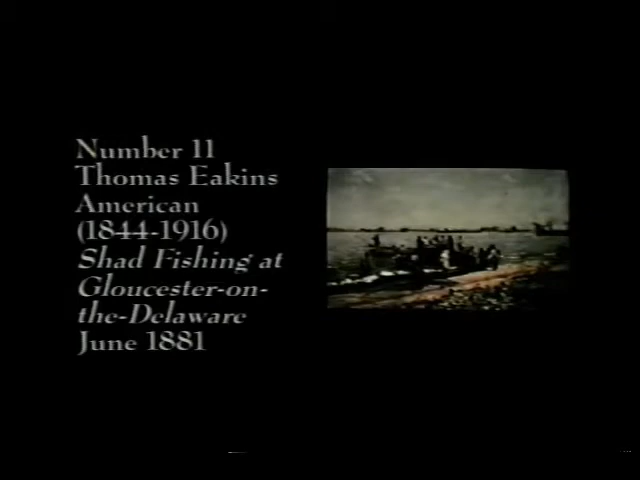 Number 11
Thomas Eakins
American
(1844-1916)
Shad Fishing at
Gloucester-on-
the-Delaware
June 1881